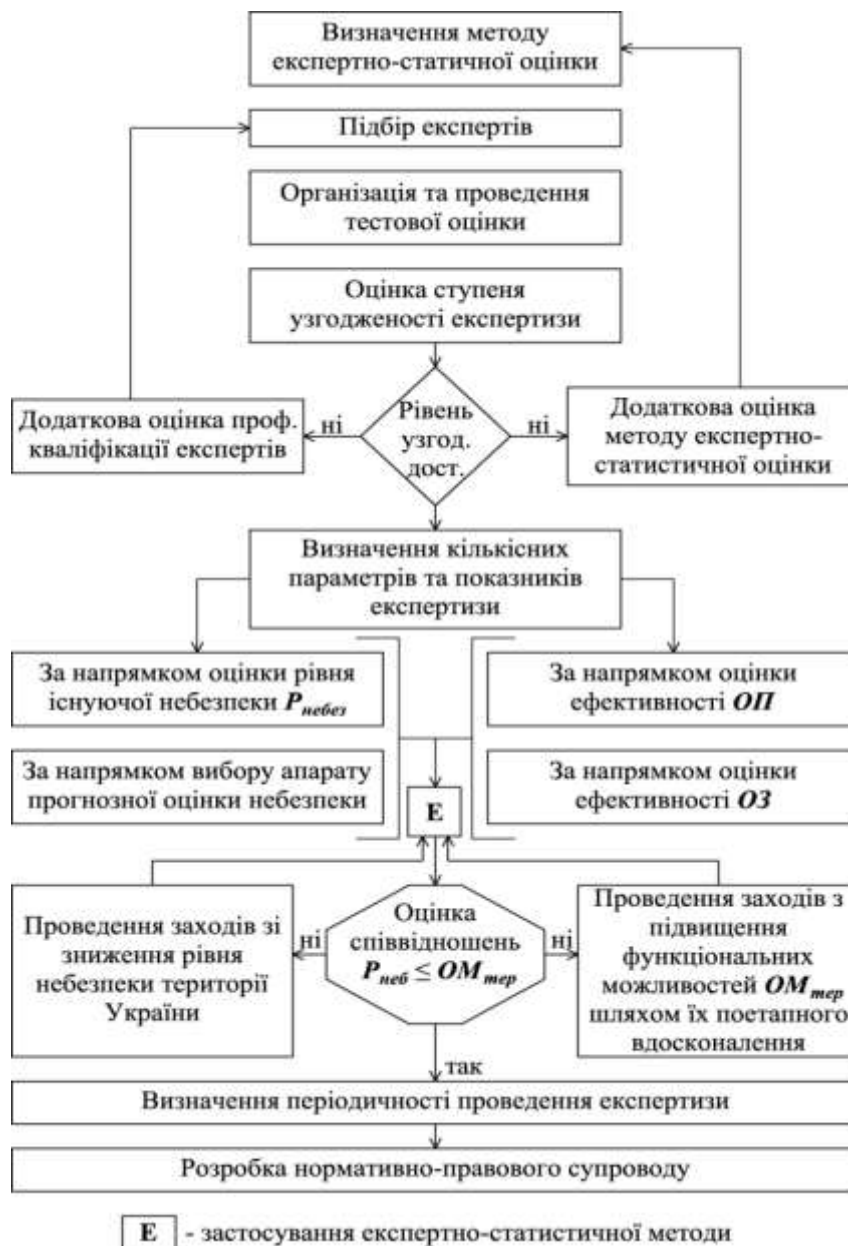 Визначення методу
експертно-статичної оцінки
Підбір експертів
Організація та проведення
тестової оцінки
Оцінка ступеня
узгодженості експертизи
Додаткова оцінка проф.
кваліфікації експертів
ні
Рівень
узгод.
дост.
ні
Додаткова оцінка
методу експертно-
статистичної оцінки
Визначення кількісних
параметрів та показників
експертизи
За напрямком оцінки рівня
існуючої небезпеки Pнебез
За напрямком оцінки
ефективності ОП
За напрямком вибору апарату
прогнозної оцінки небезпеки
За напрямком оцінки
ефективності ОЗ
Е
Проведення заходів зі
зниження рівня
небезпеки території
України
ні
Оцінка
співвідношень
Pнеб ≤ ОМтер
ні
Проведення заходів з
підвищення
функціональних
можливостей ОМтер
шляхом їх поетапного
вдосконалення
так
Визначення періодичності проведення експертизи
Розробка нормативно-правового супроводу
Е - застосування експертно-статистичної методи